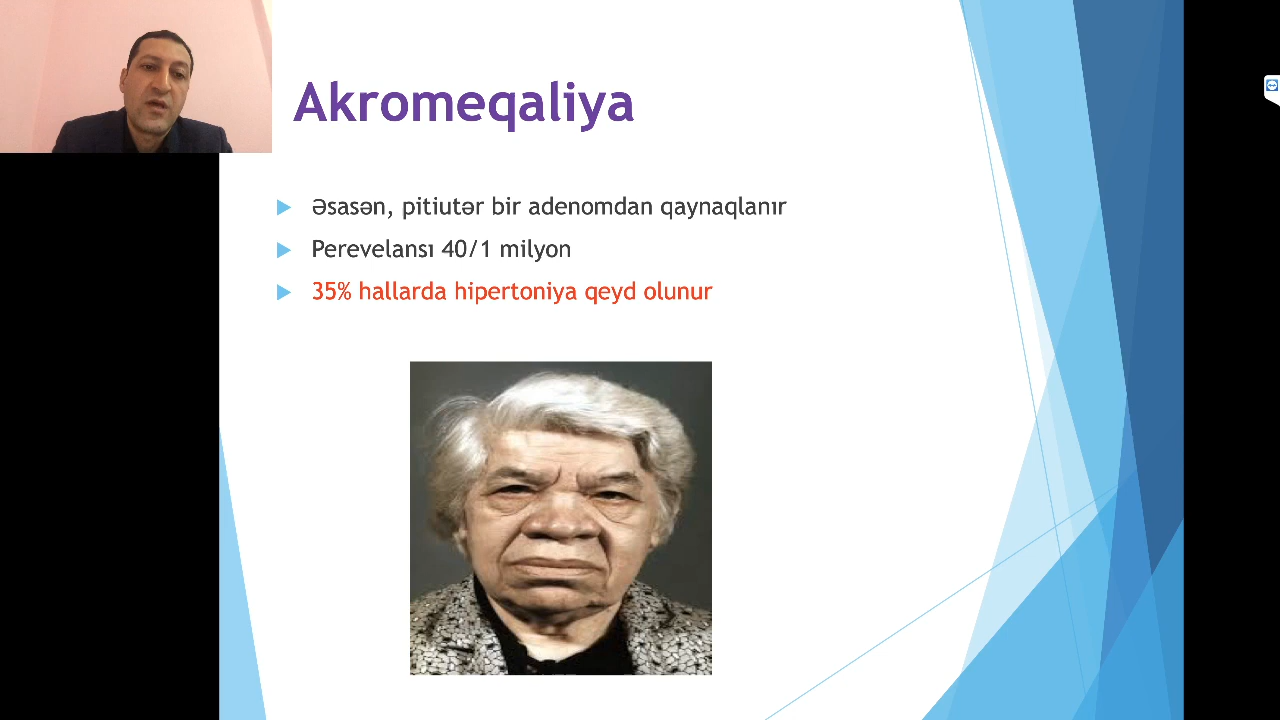 Akromeqaliya
Əsasən, pitiutər bir adenomdan qaynaqlanır
Perevelansı 40/1 milyon
35% hallarda hipertoniya qeyd olunur